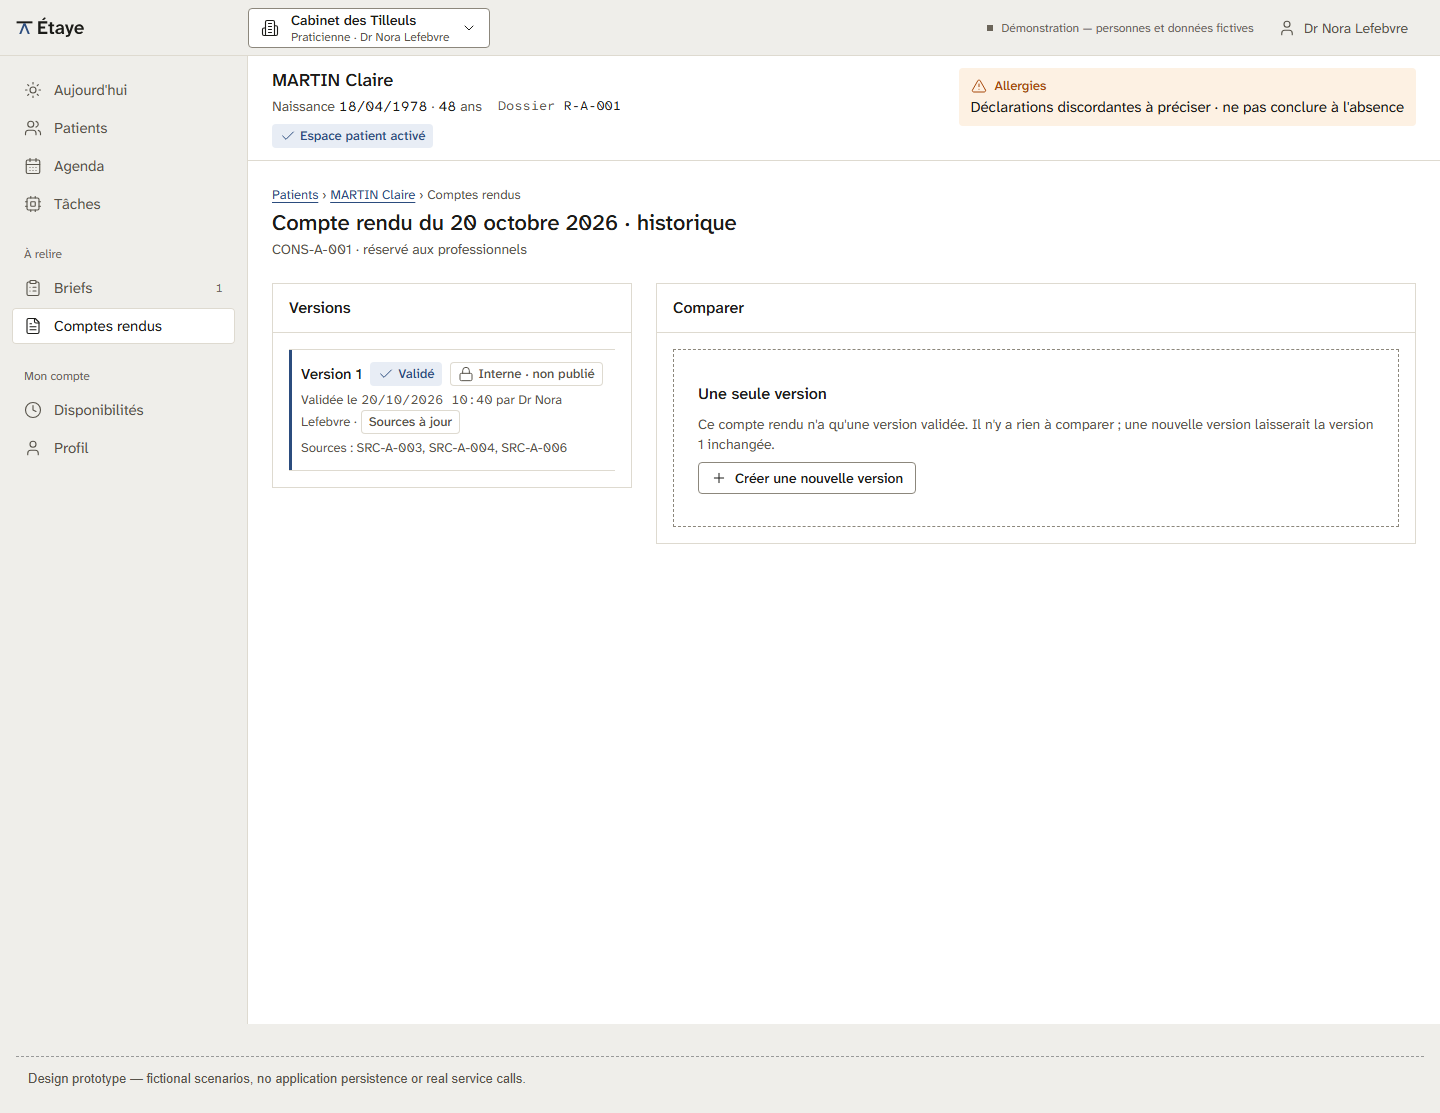 Étaye
Cabinet des Tilleuls
Praticienne · Dr Nora Lefebvre
Démonstration — personnes et données fictives
Dr Nora Lefebvre
Aujourd'hui
Patients
Agenda
Tâches
À relire
Briefs 1
Comptes rendus
Mon compte
Disponibilités
Profil
MARTIN Claire
Naissance 18/04/1978 · 48 ans Dossier R-A-001
Espace patient activé
Allergies
Déclarations discordantes à préciser · ne pas conclure à l'absence
Patients › MARTIN Claire › Comptes rendus
Compte rendu du 20 octobre 2026 · historique
CONS-A-001 · réservé aux professionnels
Versions
Version 1 Validé Interne · non publié
Validée le 20/10/2026 10:40 par Dr Nora
Lefebvre · Sources à jour
Sources : SRC-A-003, SRC-A-004, SRC-A-006
Comparer
Une seule version
Ce compte rendu n'a qu'une version validée. Il n'y a rien à comparer ; une nouvelle version laisserait la version
1 inchangée.
Créer une nouvelle version
Design prototype — fictional scenarios, no application persistence or real service calls.